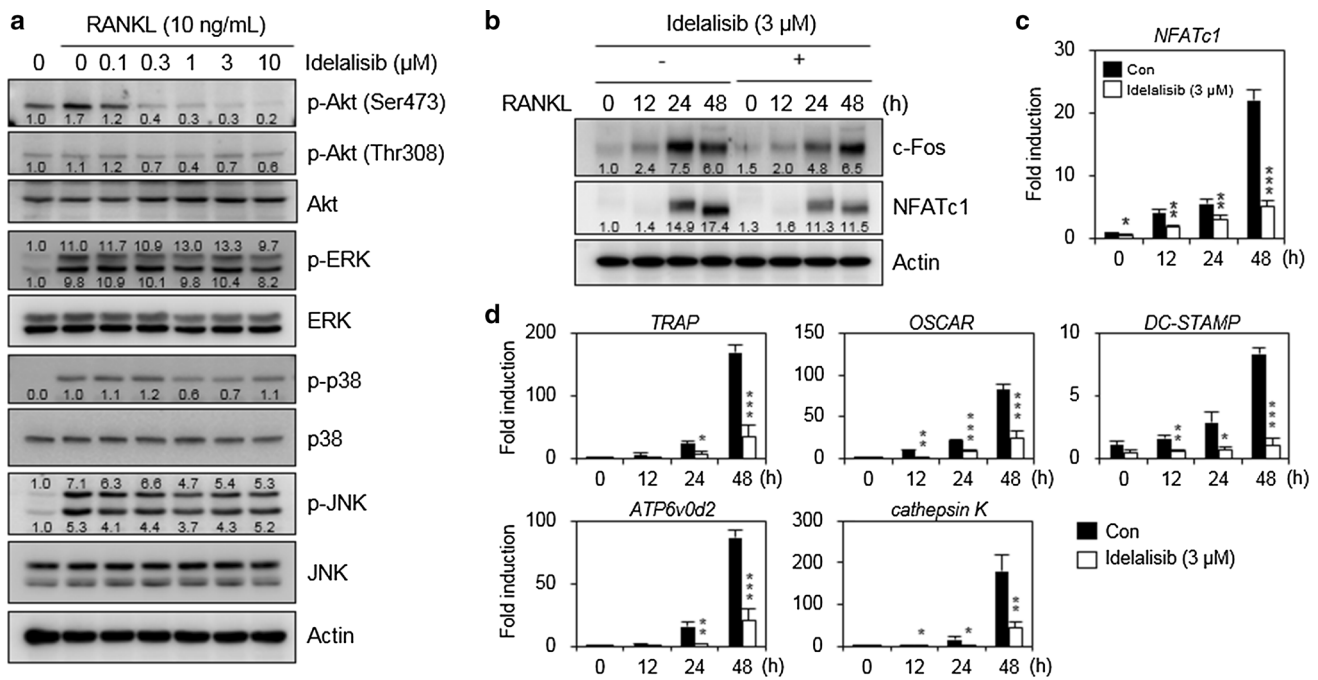 a
RANKL (10 ng/mL)
0 0 0.1 0.3 1 3 10 Idelalisib (µM)
1.0 1.7 1.2 0.4 0.3 0.3 0.2 p-Akt (Ser473)
1.0 1.1 1.2 0.7 0.4 0.7 0.6 p-Akt (Thr308)
Akt
1.0 11.0 11.7 10.9 13.0 13.3 9.7
p-ERK
1.0 9.8 10.9 10.1 9.8 10.4 8.2
ERK
p-p38
0.0 1.0 1.1 1.2 0.6 0.7 1.1
p38
1.0 7.1 6.3 6.6 4.7 5.4 5.3
p-JNK
1.0 5.3 4.1 4.4 3.7 4.3 5.2
JNK
Actin
b
Idelalisib (3 µM)
- +
RANKL 0 12 24 48 0 12 24 48 (h)
c-Fos
1.0 2.4 7.5 6.0 1.5 2.0 4.8 6.5
NFATc1
1.0 1.4 14.9 17.4 1.3 1.6 11.3 11.5
Actin
c
NFATc1
Fold induction
30
20
10
0
Con
Idelalisib (3 µM)
* ** ** ***
0 12 24 48 (h)
d
TRAP
Fold induction
200
100
0
* ***
0 12 24 48 (h)
OSCAR
150
100
50
0
** *** ***
0 12 24 48 (h)
DC-STAMP
10
5
0
** * ***
0 12 24 48 (h)
ATP6v0d2
Fold induction
100
50
0
** ***
0 12 24 48 (h)
cathepsin K
300
200
100
0
* * **
0 12 24 48 (h)
Con
Idelalisib (3 µM)